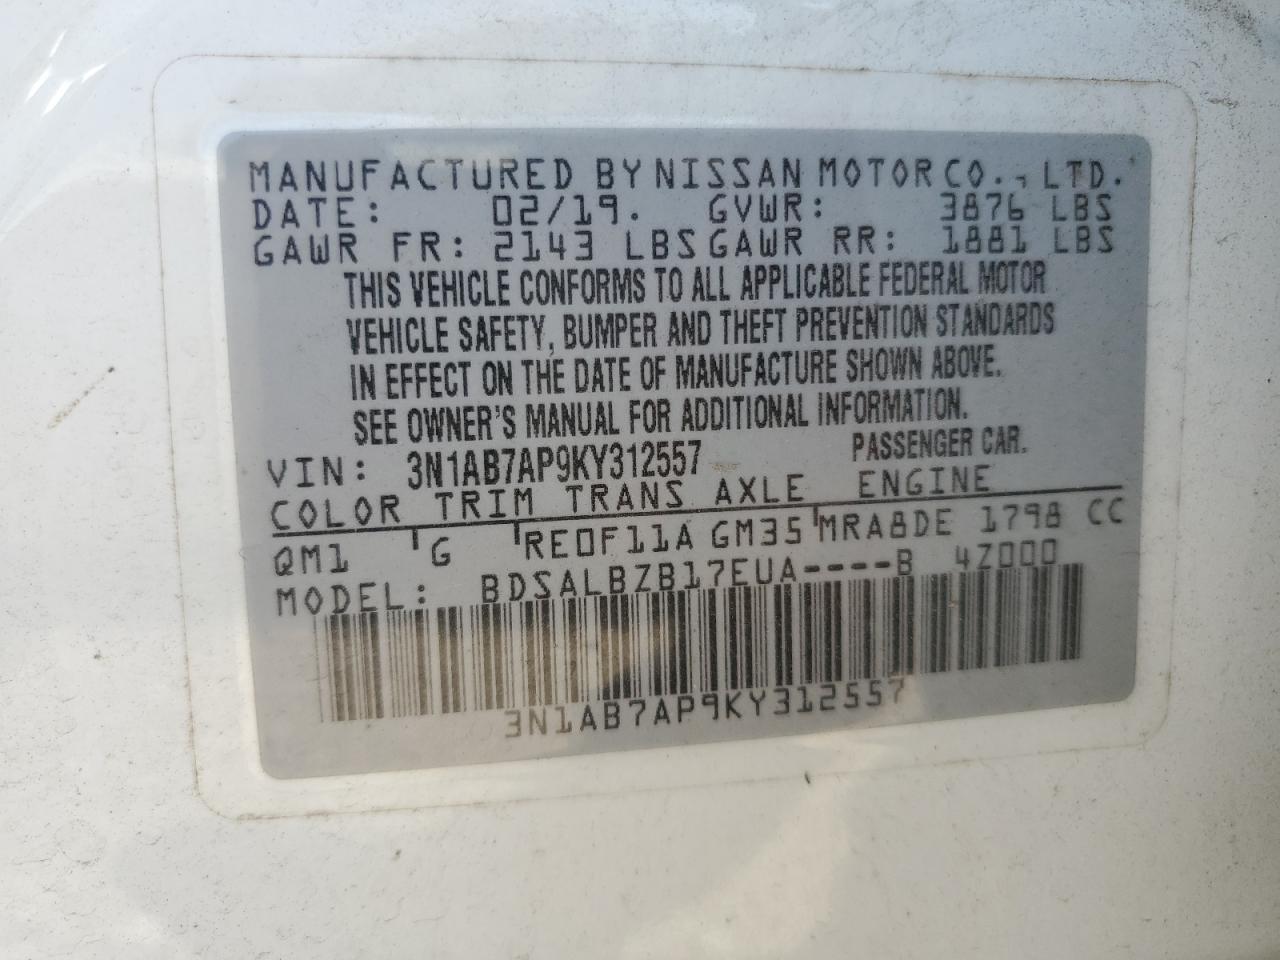 MANUFACTURED BY NISSAN MOTOR CO., LTD.
DATE: 02/19. GVWR: 3876 LBS
GAWR FR: 2143 LBS GAWR RR: 1881 LBS
THIS VEHICLE CONFORMS TO ALL APPLICABLE FEDERAL MOTOR
VEHICLE SAFETY, BUMPER AND THEFT PREVENTION STANDARDS
IN EFFECT ON THE DATE OF MANUFACTURE SHOWN ABOVE.
SEE OWNER'S MANUAL FOR ADDITIONAL INFORMATION.
VIN: 3N1AB7AP9KY312557 PASSENGER CAR.
COLOR TRIM TRANS AXLE ENGINE
QM1 G RE0F11A GM35 MRA8DE 1798 CC
MODEL: BDSALBZB17EUA----B 4Z000
3N1AB7AP9KY312557